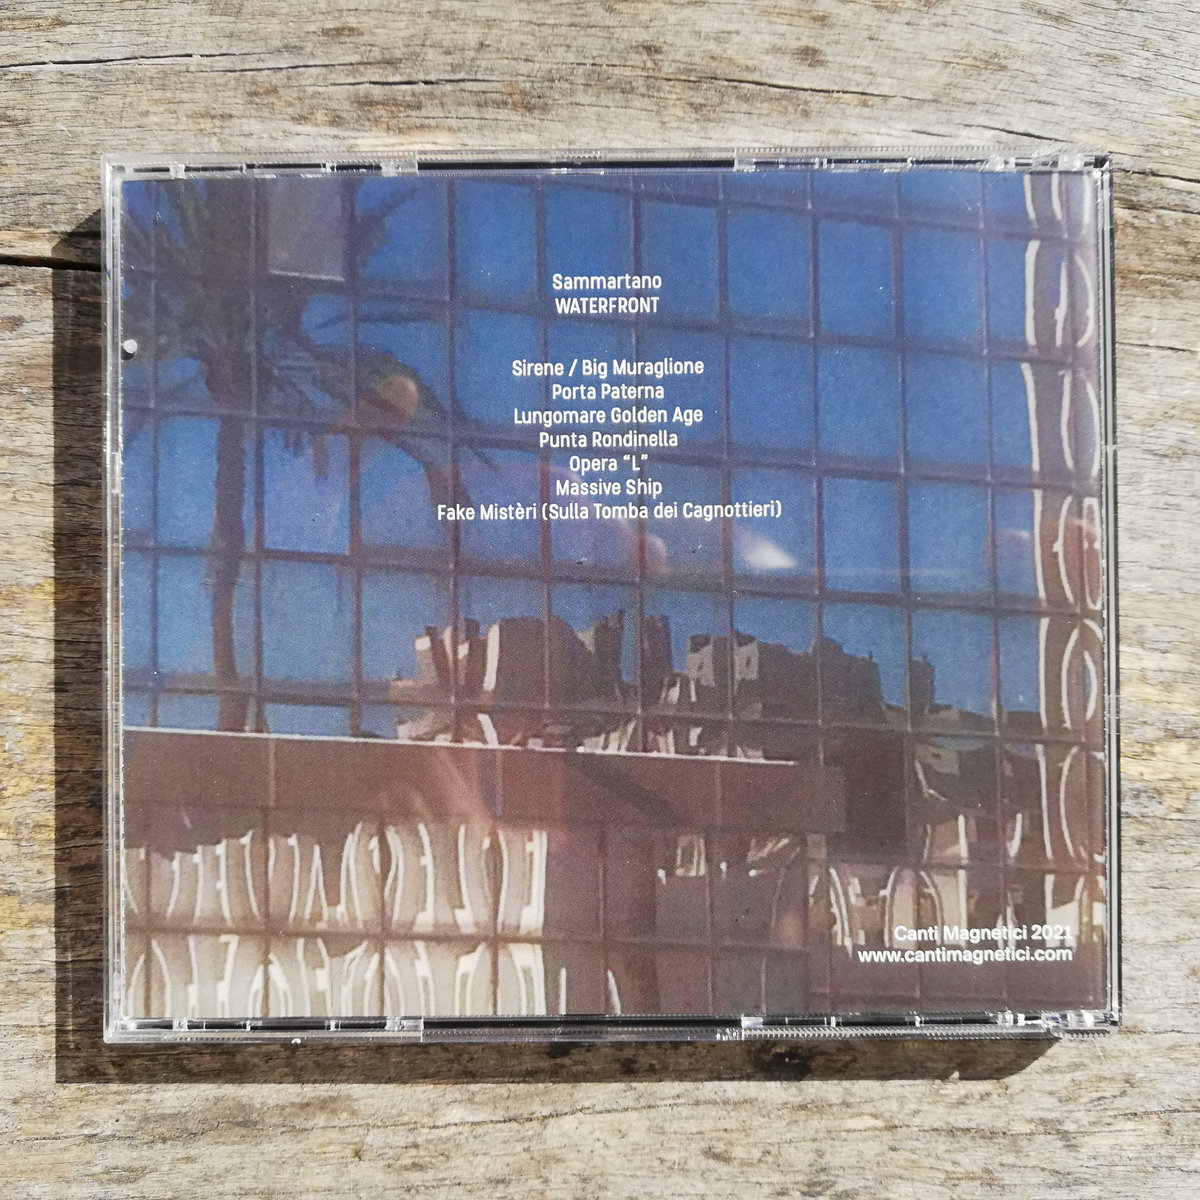 Sammartano
WATERFRONT
Sirene / Big Muraglione
Porta Paterna
Lungomare Golden Age
Punta Rondinella
Opera “L”
Massive Ship
Fake Mistèri (Sulla Tomba dei Cagnottieri)
Canti Magnetici 2021
www.cantimagnetici.com